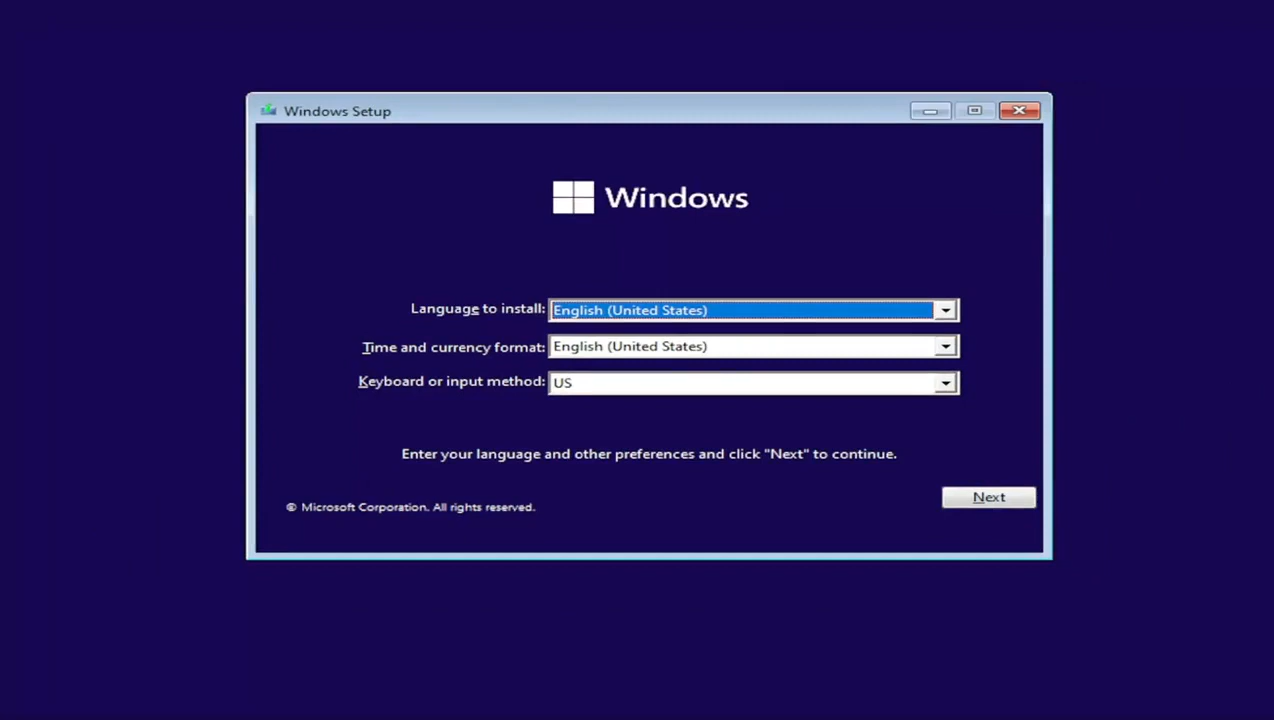 Windows Setup
Windows
Language to install: English (United States)
Time and currency format: English (United States)
Keyboard or input method: US
Enter your language and other preferences and click "Next" to continue.
Next
© Microsoft Corporation. All rights reserved.